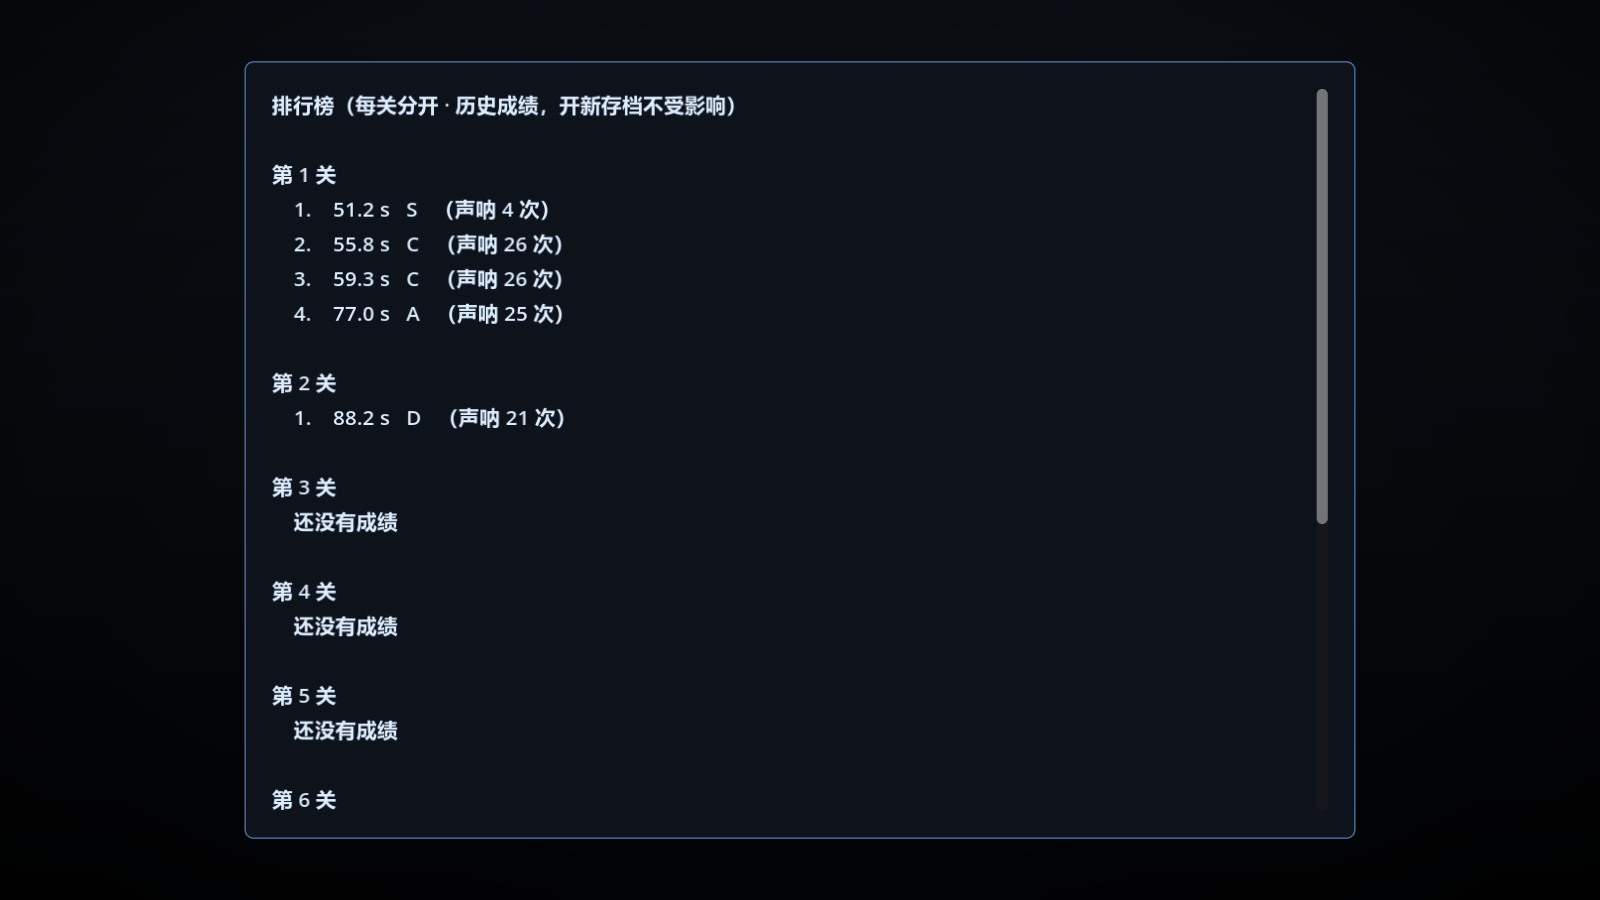 排行榜（每关分开 · 历史成绩，开新存档不受影响）
第 1 关
1. 51.2 s S （声呐 4 次）
2. 55.8 s C （声呐 26 次）
3. 59.3 s C （声呐 26 次）
4. 77.0 s A （声呐 25 次）
第 2 关
1. 88.2 s D （声呐 21 次）
第 3 关
还没有成绩
第 4 关
还没有成绩
第 5 关
还没有成绩
第 6 关